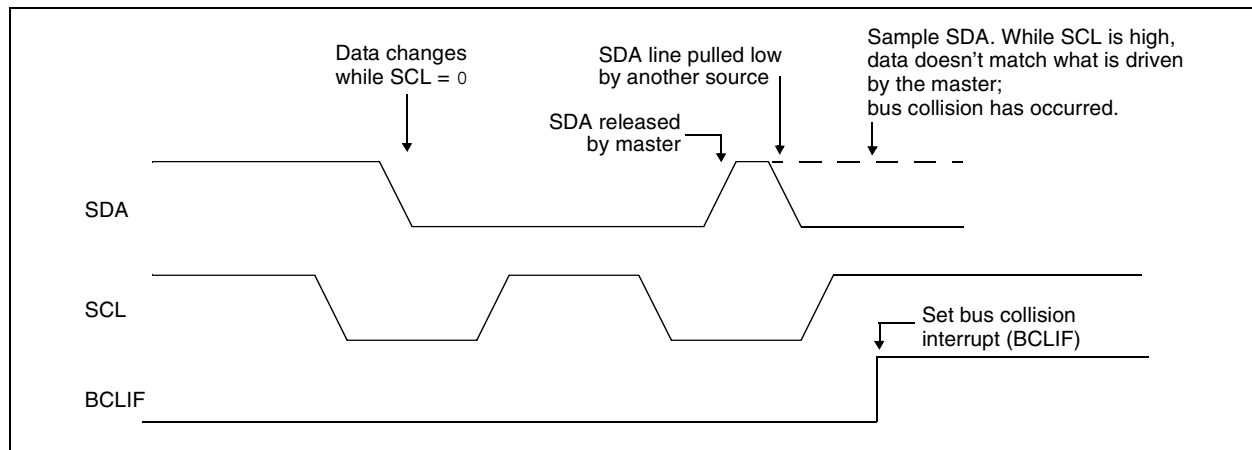 Data changes
while SCL = 0
SDA line pulled low
by another source
Sample SDA. While SCL is high,
data doesn't match what is driven
by the master;
bus collision has occurred.
SDA released
by master
SDA
SCL
Set bus collision
interrupt (BCLIF)
BCLIF